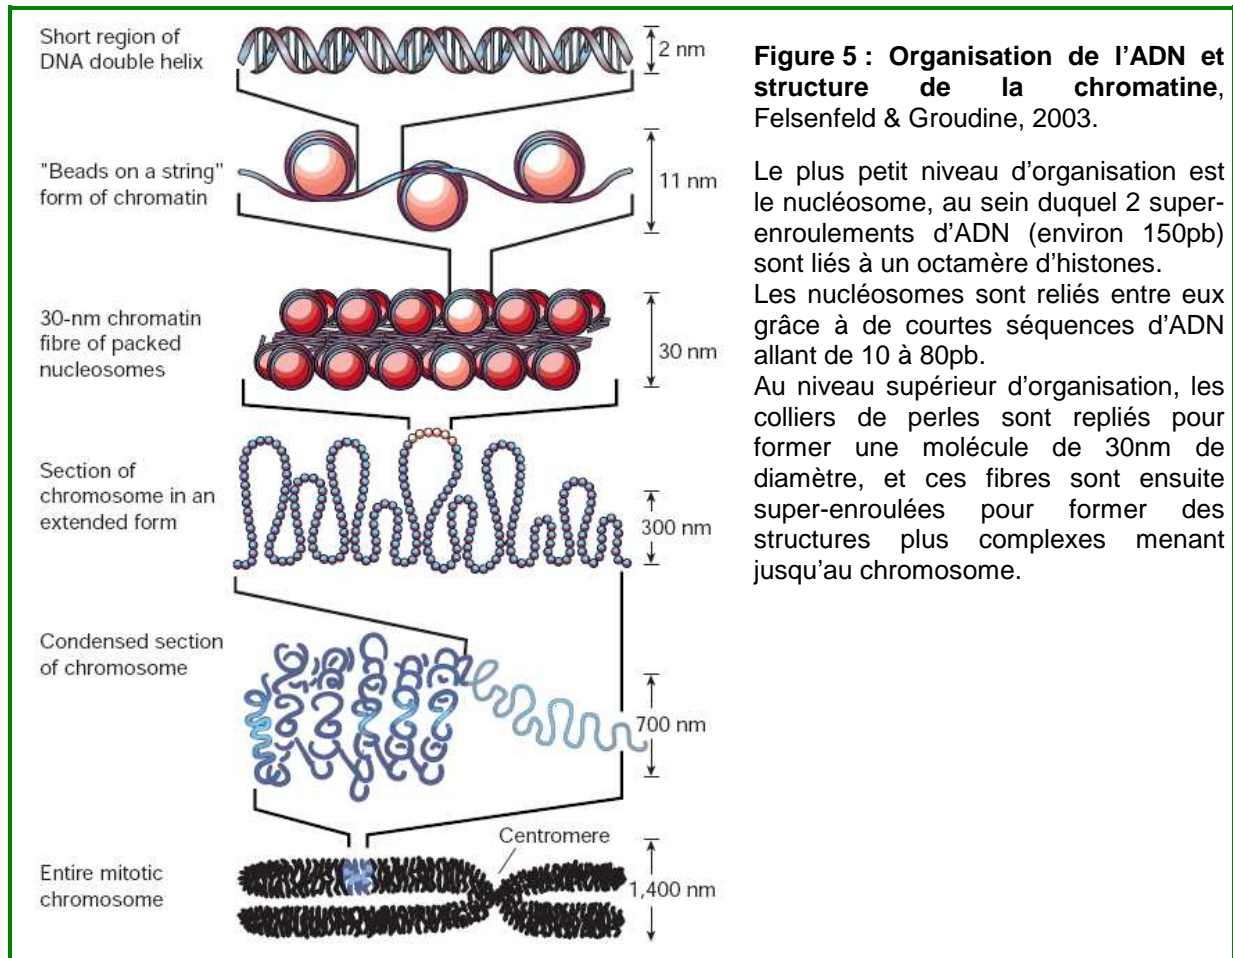 Short region of
DNA double helix
2 nm
"Beads on a string"
form of chromatin
11 nm
30-nm chromatin
fibre of packed
nucleosomes
30 nm
Section of
chromosome in an
extended form
300 nm
Condensed section
of chromosome
700 nm
Centromere
Entire mitotic
chromosome
1,400 nm
Figure 5 : Organisation de l’ADN et
structure de la chromatine,
Felsenfeld & Groudine, 2003.
Le plus petit niveau d’organisation est
le nucléosome, au sein duquel 2 super-
enroulements d’ADN (environ 150pb)
sont liés à un octamère d’histones.
Les nucléosomes sont reliés entre eux
grâce à de courtes séquences d’ADN
allant de 10 à 80pb.
Au niveau supérieur d’organisation, les
colliers de perles sont repliés pour
former une molécule de 30nm de
diamètre, et ces fibres sont ensuite
super-enroulées pour former des
structures plus complexes menant
jusqu’au chromosome.